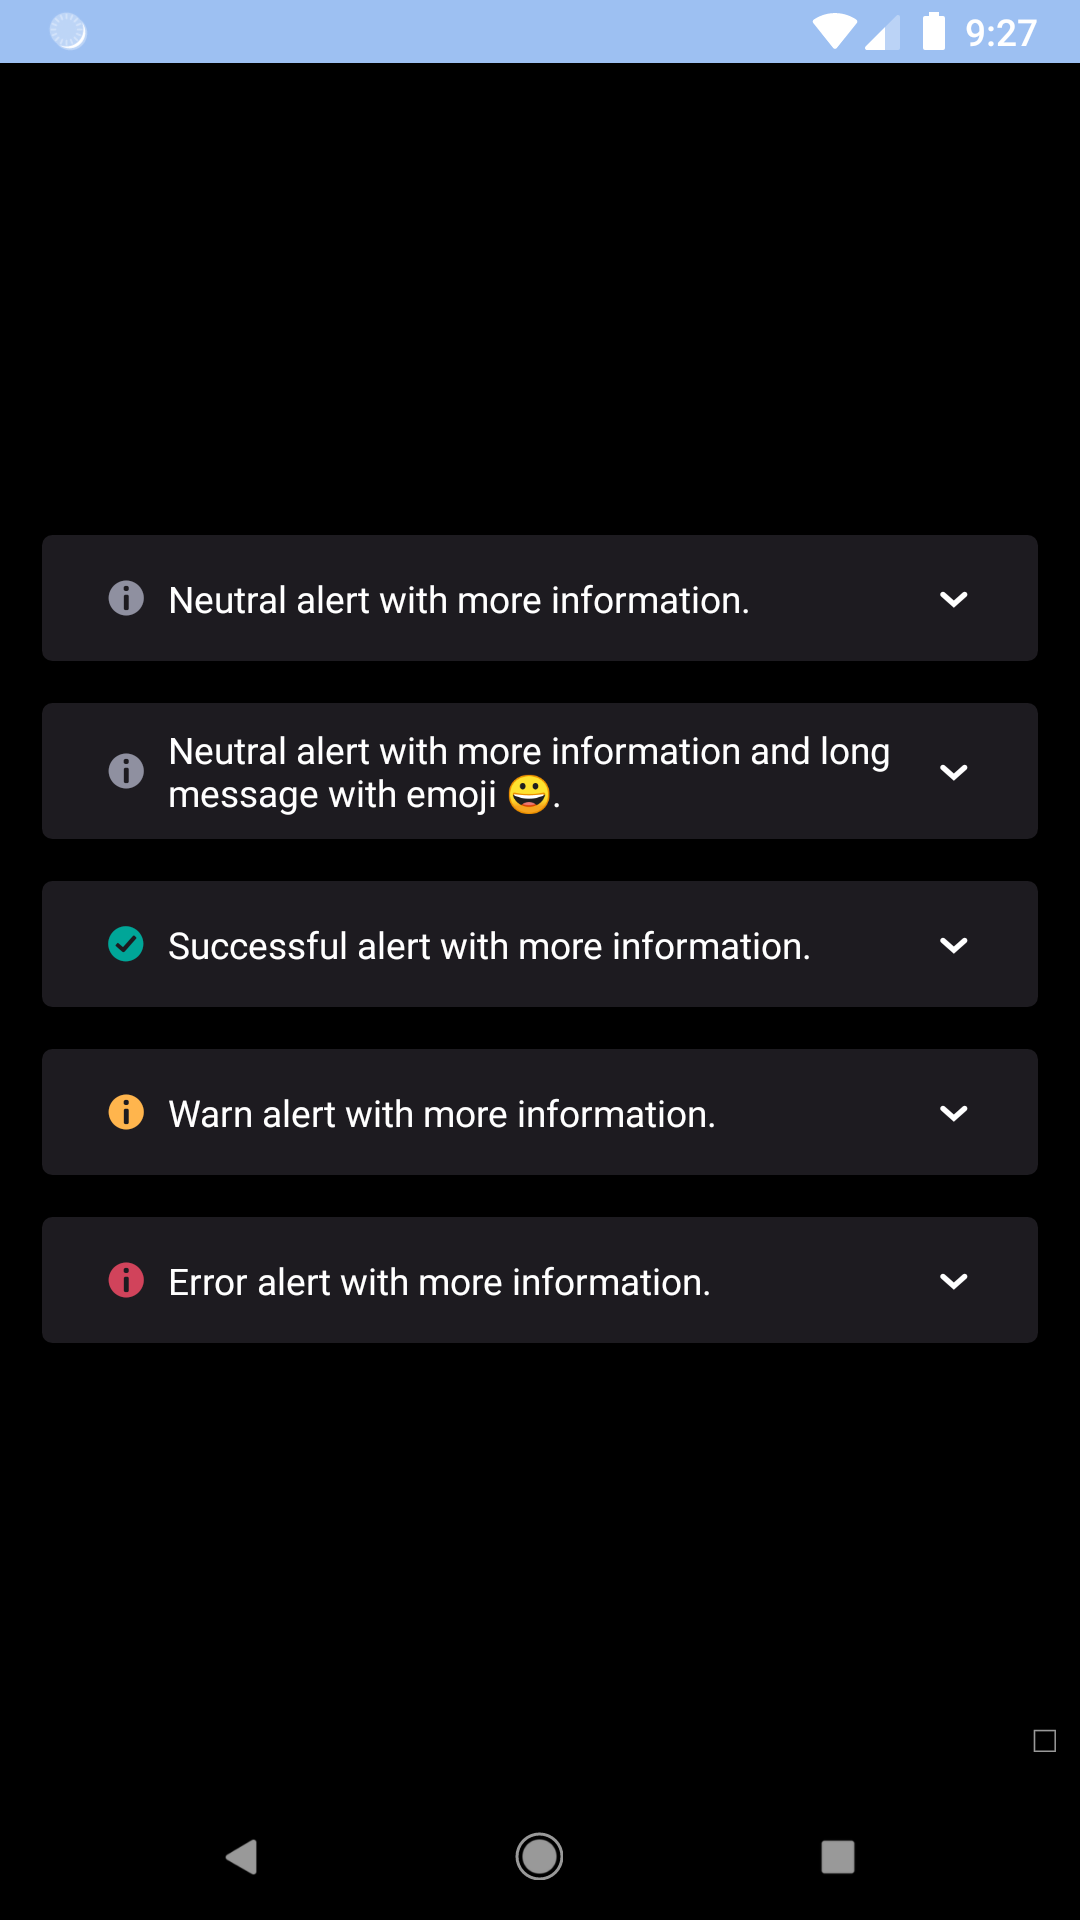 9:27
Neutral alert with more information.
Neutral alert with more information and long
message with emoji 😀.
Successful alert with more information.
Warn alert with more information.
Error alert with more information.